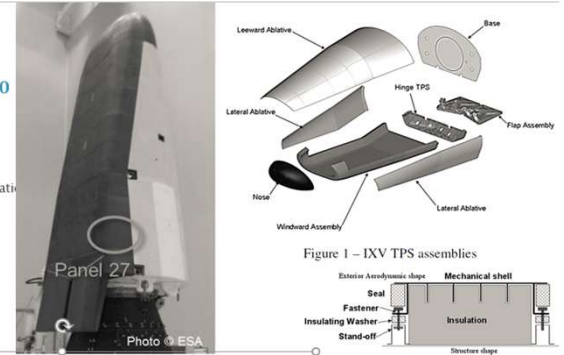 0
Panel 27
Photo © ESA
Leeward Ablative
Base
Hinge TPS
Lateral Ablative
Flap Assembly
Nose
Lateral Ablative
Windward Assembly
Figure 1 – IXV TPS assemblies
Exterior Aerodynamic shape
Mechanical shell
Seal
Fastener
Insulating Washer
Insulation
Stand-off
Structure shape